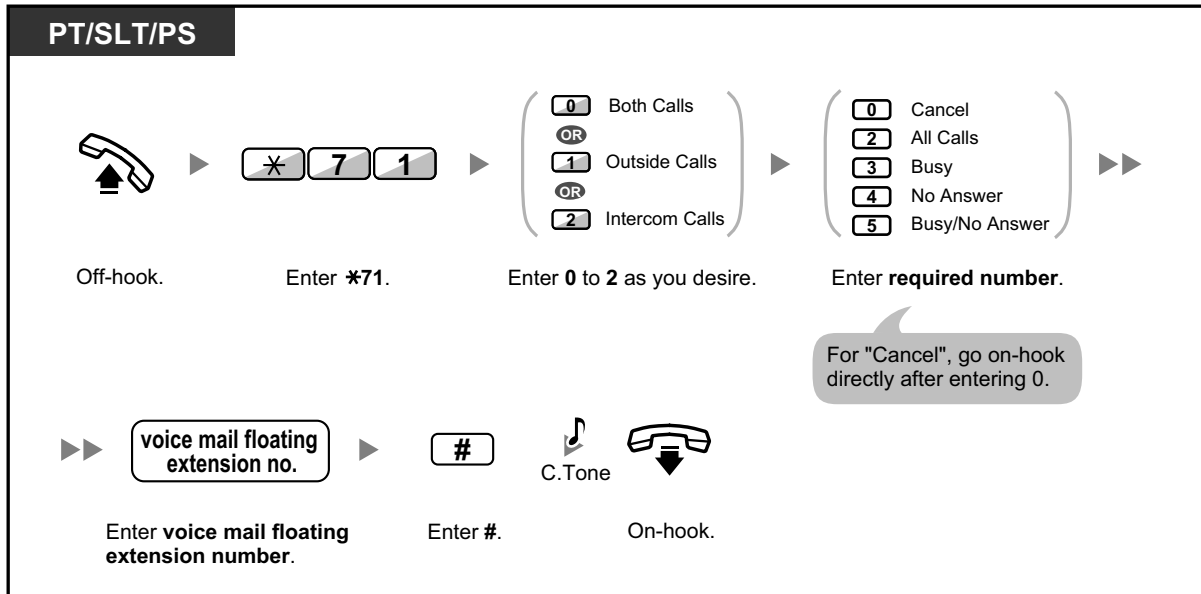 PT/SLT/PS
0 Both Calls
OR
1 Outside Calls
OR
2 Intercom Calls
0 Cancel
2 All Calls
3 Busy
4 No Answer
5 Busy/No Answer
✳ 7 1
Off-hook.
Enter ✳71.
Enter 0 to 2 as you desire.
Enter required number.
For "Cancel", go on-hook
directly after entering 0.
voice mail floating
extension no.
#
C.Tone
Enter voice mail floating
extension number.
Enter #.
On-hook.